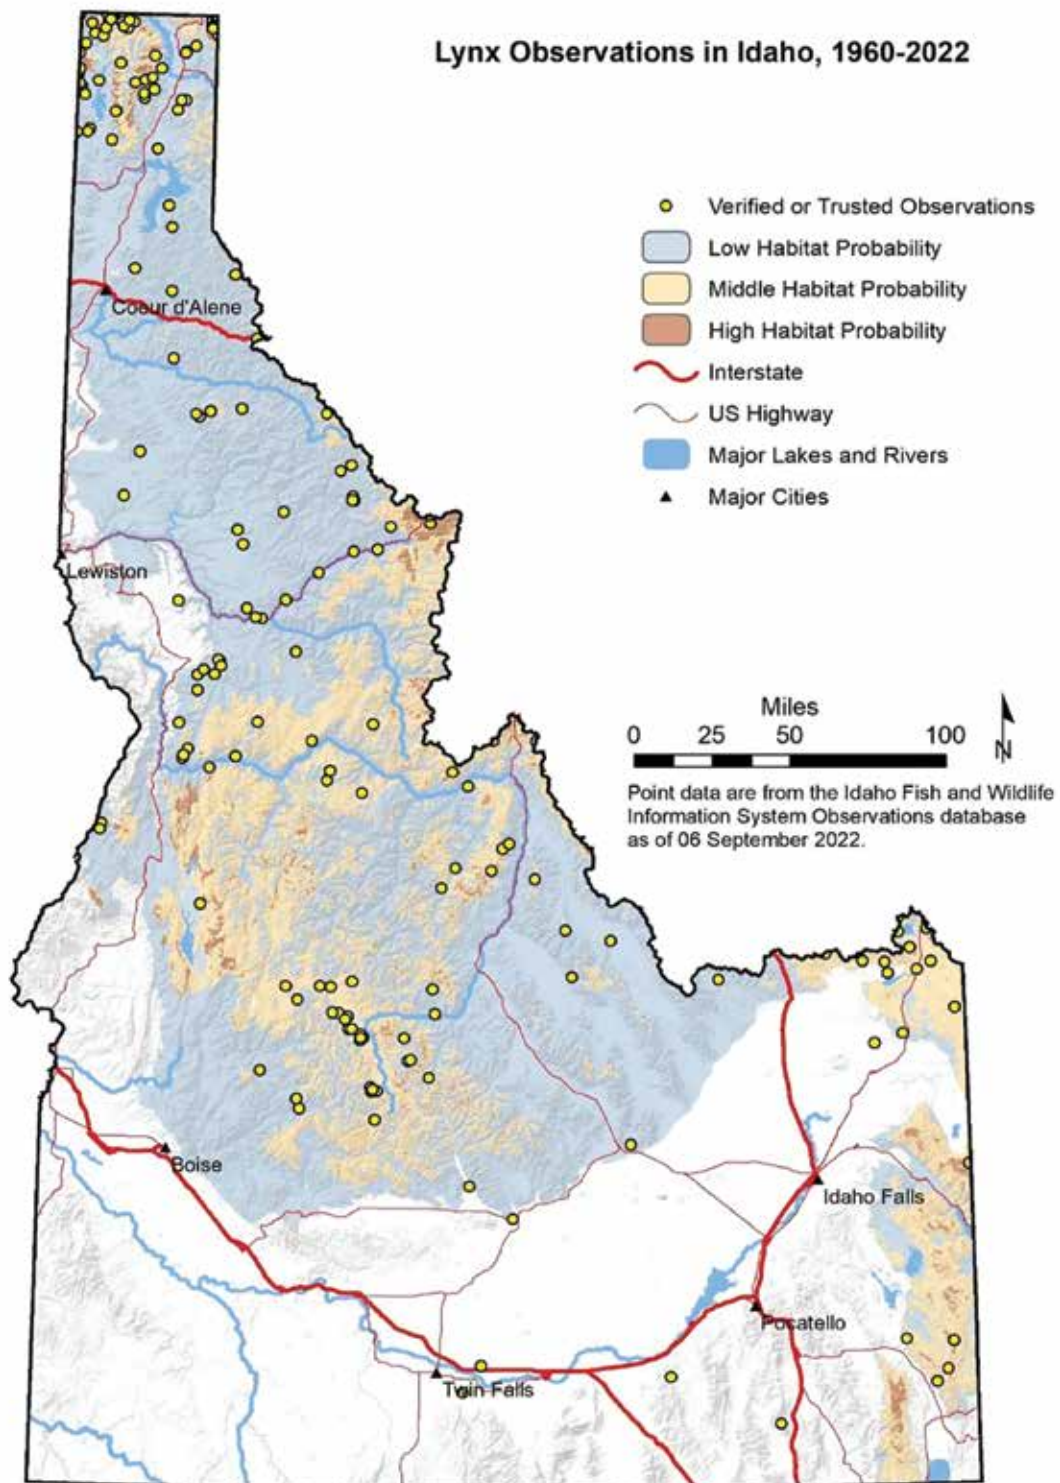 Lynx Observations in Idaho, 1960-2022
Verified or Trusted Observations
Low Habitat Probability
Middle Habitat Probability
High Habitat Probability
Interstate
US Highway
Major Lakes and Rivers
Major Cities
Coeur d'Alene
Lewiston
Miles
0 25 50 100
N
Point data are from the Idaho Fish and Wildlife
Information System Observations database
as of 06 September 2022.
Boise
Idaho Falls
Pocatello
Twin Falls